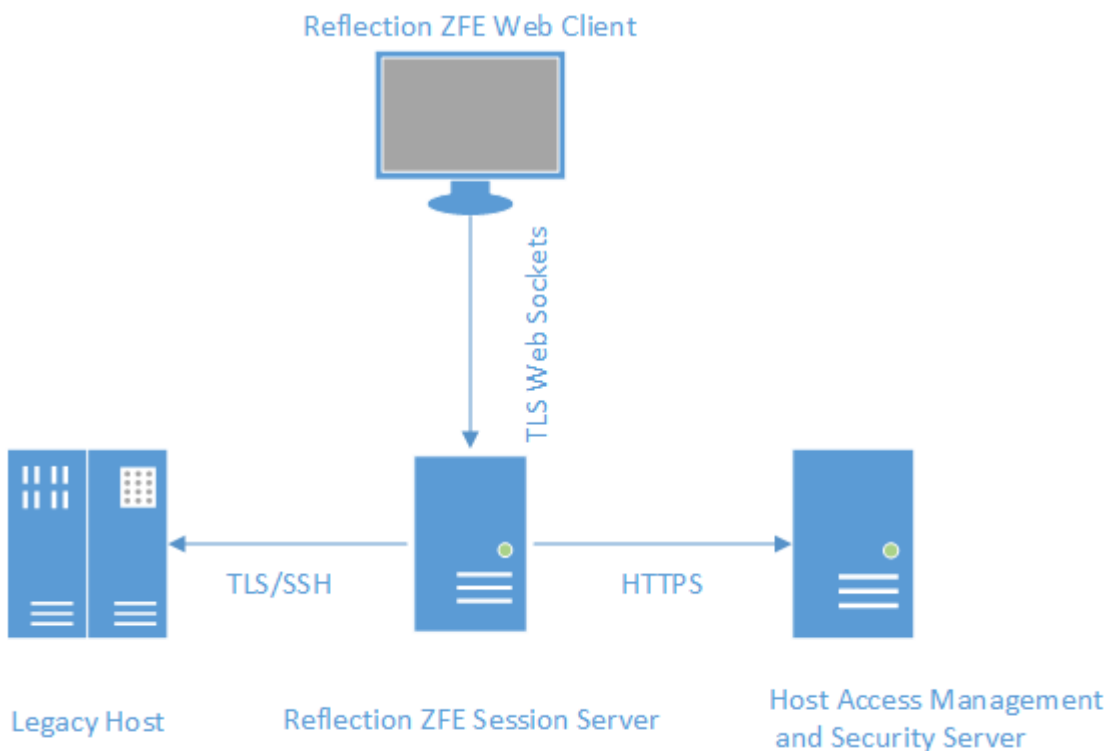 Reflection ZFE Web Client
TLS Web Sockets
TLS/SSH
HTTPS
Legacy Host
Reflection ZFE Session Server
Host Access Management
and Security Server